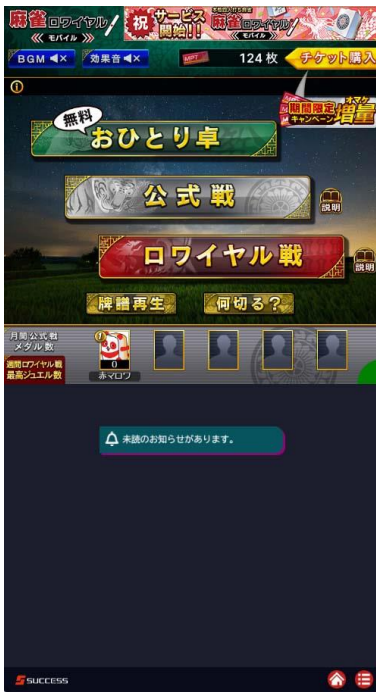 麻雀ロワイヤル
モバイル
祝 サービス開始!!
麻雀ロワイヤル
モバイル
BGM
効果音
MPT
124 枚
チケット購入
期間限定
キャンペーン
オマケ
増量
無料
おひとり卓
公式戦
説明
ロワイヤル戦
説明
牌譜再生
何切る?
月間公式戦
メダル数
週間ロワイヤル戦
最高ジュエル数
0
赤マロワ
未読のお知らせがあります。
SUCCESS